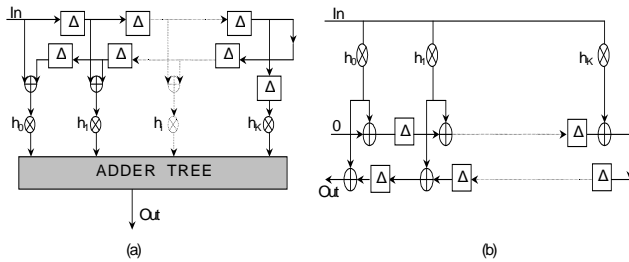 In
Δ Δ Δ
Δ Δ Δ
Δ
h0 h1 hi hK
ADDER TREE
Out
(a)
In
h0 h1 hK
0 Δ Δ
Out Δ Δ Δ
(b)